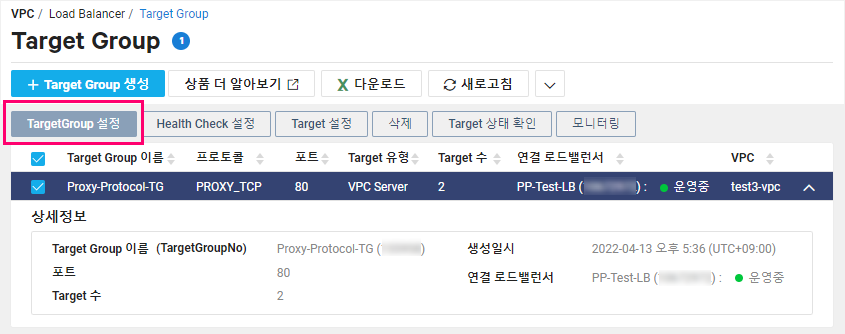 VPC / Load Balancer / Target Group
Target Group 1
+ Target Group 생성 상품 더 알아보기 X 다운로드 새로고침
TargetGroup 설정 Health Check 설정 Target 설정 삭제 Target 상태 확인 모니터링
Target Group 이름 프로토콜 포트 Target 유형 Target 수 연결 로드밸런서 VPC
Proxy-Protocol-TG PROXY_TCP 80 VPC Server 2 PP-Test-LB ( ) : 운영중 test3-vpc
상세정보
Target Group 이름 (TargetGroupNo) Proxy-Protocol-TG ( ) 생성일시 2022-04-13 오후 5:36 (UTC+09:00)
포트 80 연결 로드밸런서 PP-Test-LB ( ) : 운영중
Target 수 2